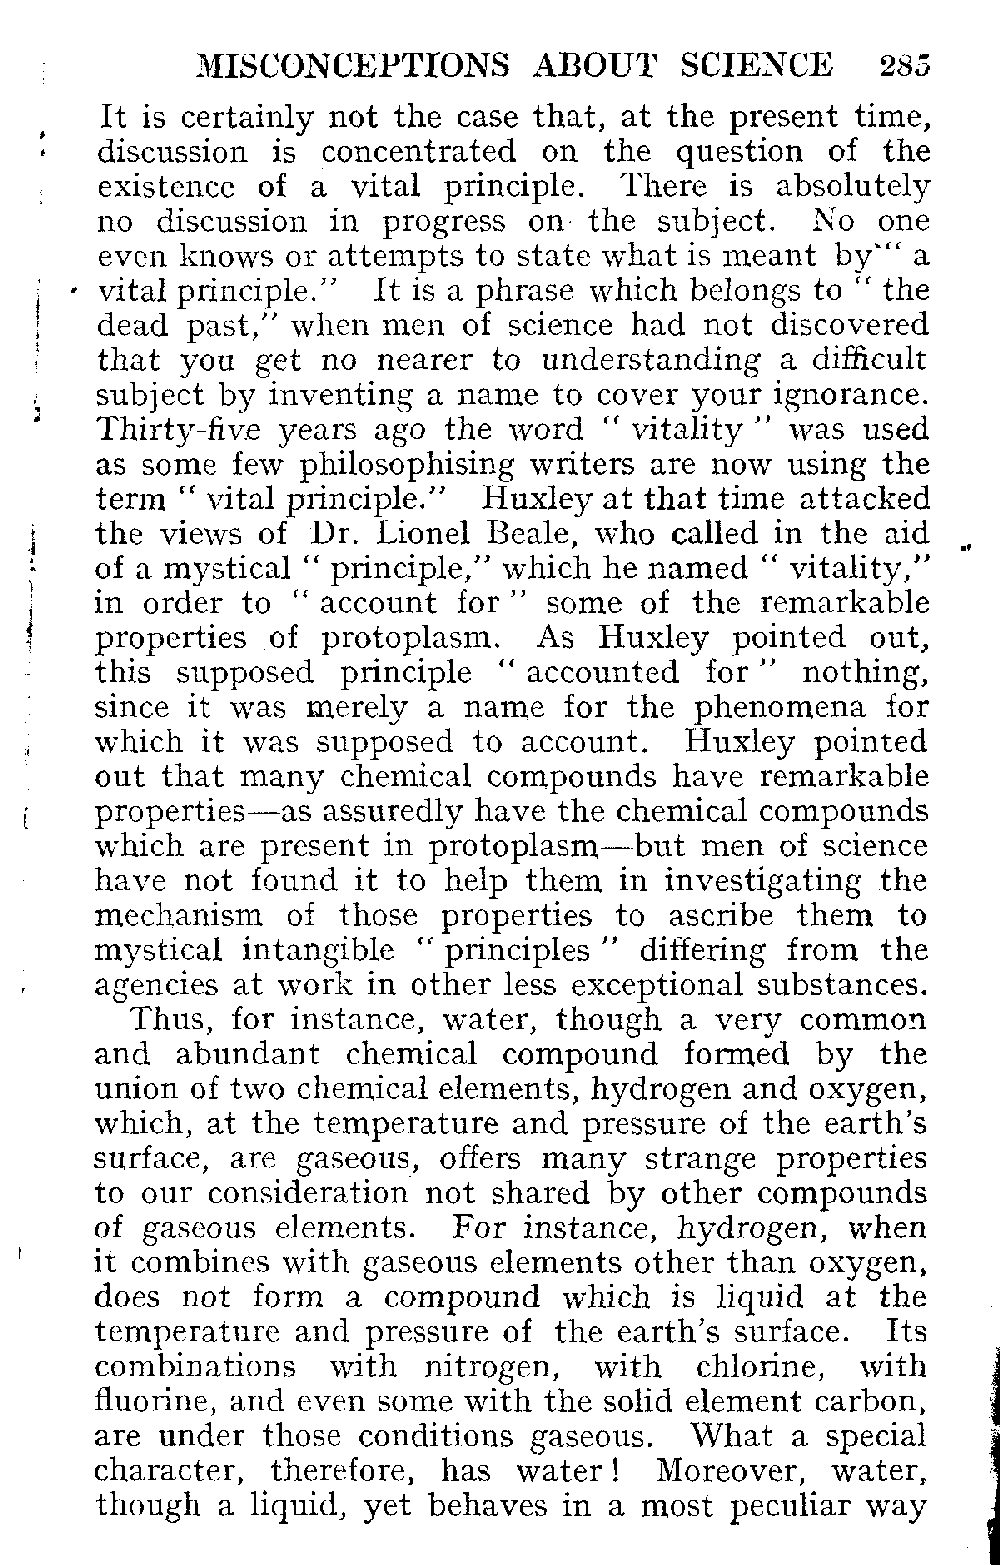 MISCONCEPTIONS ABOUT SCIENCE 285
It is certainly not the case that, at the present time,
discussion is concentrated on the question of the
existence of a vital principle. There is absolutely
no discussion in progress on the subject. No one
even knows or attempts to state what is meant by “ a
vital principle.” It is a phrase which belongs to “ the
dead past,” when men of science had not discovered
that you get no nearer to understanding a difficult
subject by inventing a name to cover your ignorance.
Thirty-five years ago the word “ vitality ” was used
as some few philosophising writers are now using the
term “ vital principle.” Huxley at that time attacked
the views of Dr. Lionel Beale, who called in the aid
of a mystical “ principle,” which he named “ vitality,”
in order to “ account for ” some of the remarkable
properties of protoplasm. As Huxley pointed out,
this supposed principle “ accounted for ” nothing,
since it was merely a name for the phenomena for
which it was supposed to account. Huxley pointed
out that many chemical compounds have remarkable
properties—as assuredly have the chemical compounds
which are present in protoplasm—but men of science
have not found it to help them in investigating the
mechanism of those properties to ascribe them to
mystical intangible “ principles ” differing from the
agencies at work in other less exceptional substances.
Thus, for instance, water, though a very common
and abundant chemical compound formed by the
union of two chemical elements, hydrogen and oxygen,
which, at the temperature and pressure of the earth’s
surface, are gaseous, offers many strange properties
to our consideration not shared by other compounds
of gaseous elements. For instance, hydrogen, when
it combines with gaseous elements other than oxygen,
does not form a compound which is liquid at the
temperature and pressure of the earth’s surface. Its
combinations with nitrogen, with chlorine, with
fluorine, and even some with the solid element carbon,
are under those conditions gaseous. What a special
character, therefore, has water ! Moreover, water,
though a liquid, yet behaves in a most peculiar way